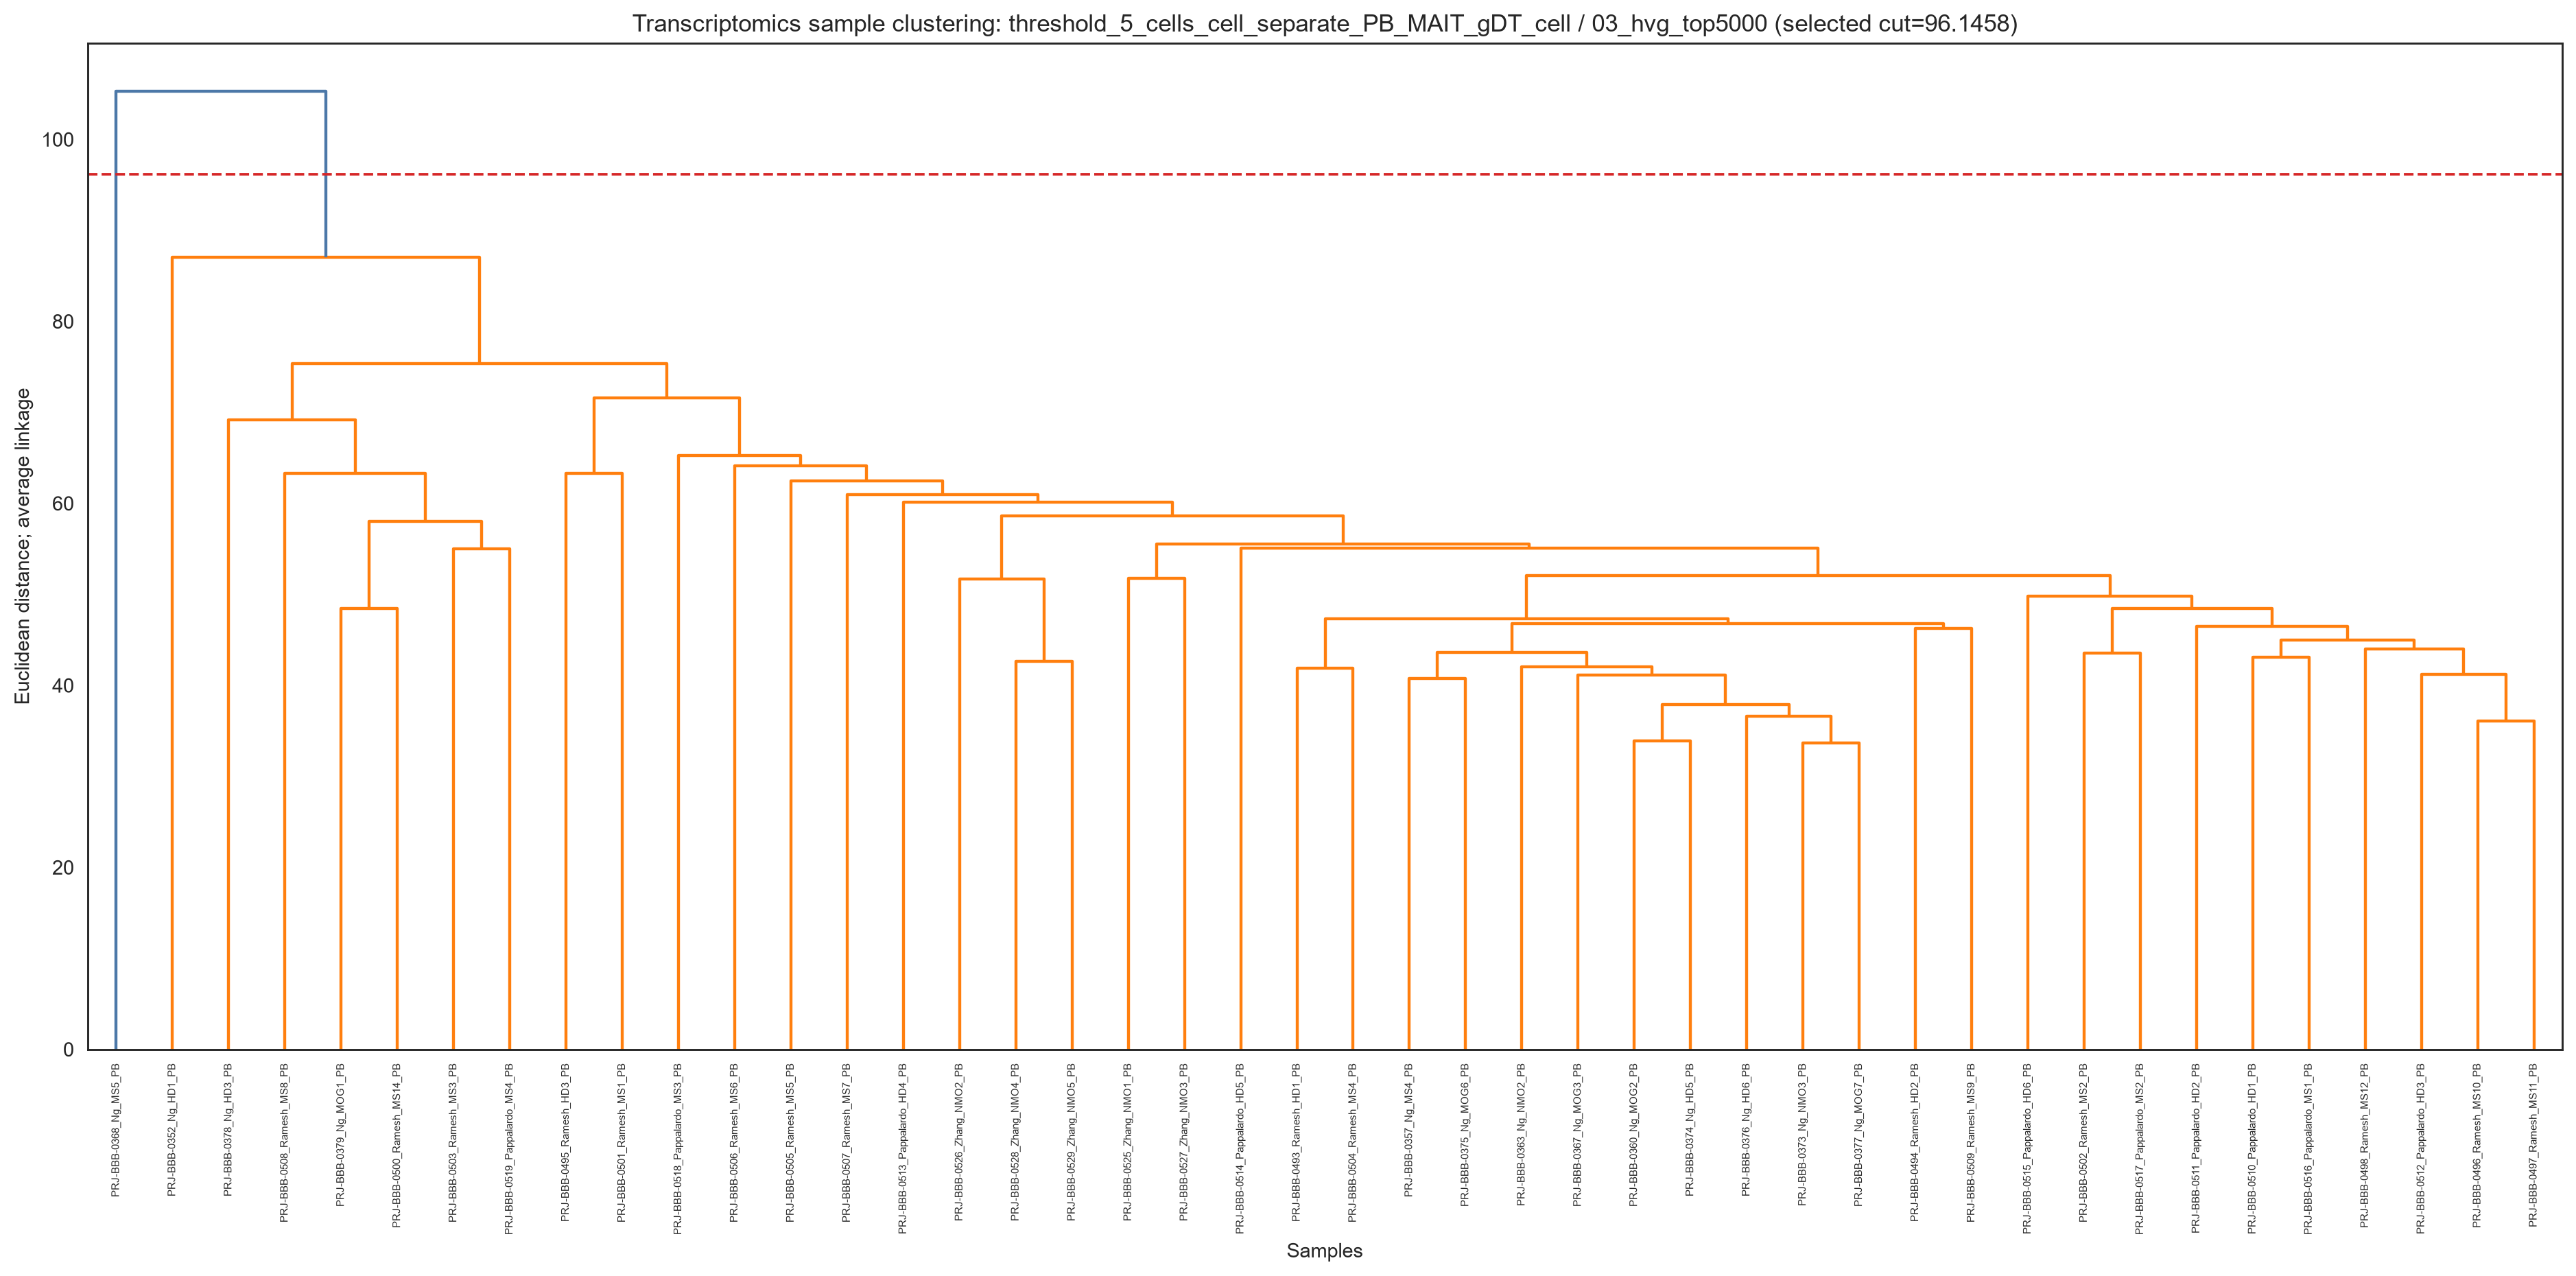 Transcriptomics sample clustering: threshold_5_cells_cell_separate_PB_MAIT_gDT_cell / 03_hvg_top5000 (selected cut=96.1458)
Euclidean distance; average linkage
100
80
60
40
20
0
PRJ-BBB-0368_Ng_MS5_PB
PRJ-BBB-0352_Ng_HD1_PB
PRJ-BBB-0378_Ng_HD3_PB
PRJ-BBB-0508_Ramesh_MS8_PB
PRJ-BBB-0379_Ng_MOG1_PB
PRJ-BBB-0500_Ramesh_MS14_PB
PRJ-BBB-0503_Ramesh_MS3_PB
PRJ-BBB-0519_Pappalardo_MS4_PB
PRJ-BBB-0495_Ramesh_HD3_PB
PRJ-BBB-0501_Ramesh_MS1_PB
PRJ-BBB-0518_Pappalardo_MS3_PB
PRJ-BBB-0506_Ramesh_MS6_PB
PRJ-BBB-0505_Ramesh_MS5_PB
PRJ-BBB-0507_Ramesh_MS7_PB
PRJ-BBB-0513_Pappalardo_HD4_PB
PRJ-BBB-0526_Zhang_NMO2_PB
PRJ-BBB-0528_Zhang_NMO4_PB
PRJ-BBB-0529_Zhang_NMO5_PB
PRJ-BBB-0525_Zhang_NMO1_PB
PRJ-BBB-0527_Zhang_NMO3_PB
PRJ-BBB-0514_Pappalardo_HD5_PB
PRJ-BBB-0493_Ramesh_HD1_PB
PRJ-BBB-0504_Ramesh_MS4_PB
PRJ-BBB-0357_Ng_MS4_PB
PRJ-BBB-0375_Ng_MOG6_PB
PRJ-BBB-0363_Ng_NMO2_PB
PRJ-BBB-0367_Ng_MOG3_PB
PRJ-BBB-0360_Ng_MOG2_PB
PRJ-BBB-0374_Ng_HD5_PB
PRJ-BBB-0376_Ng_HD6_PB
PRJ-BBB-0373_Ng_NMO3_PB
PRJ-BBB-0377_Ng_MOG7_PB
PRJ-BBB-0494_Ramesh_HD2_PB
PRJ-BBB-0509_Ramesh_MS9_PB
PRJ-BBB-0515_Pappalardo_HD6_PB
PRJ-BBB-0502_Ramesh_MS2_PB
PRJ-BBB-0517_Pappalardo_MS2_PB
PRJ-BBB-0511_Pappalardo_HD2_PB
PRJ-BBB-0510_Pappalardo_HD1_PB
PRJ-BBB-0516_Pappalardo_MS1_PB
PRJ-BBB-0498_Ramesh_MS12_PB
PRJ-BBB-0512_Pappalardo_HD3_PB
PRJ-BBB-0496_Ramesh_MS10_PB
PRJ-BBB-0497_Ramesh_MS11_PB
Samples